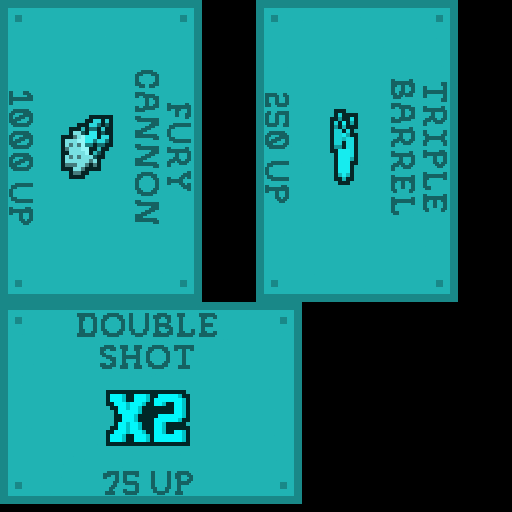 FURY
CANNON
1000 UP
TRIPLE
BARREL
250 UP
DOUBLE
SHOT
X2
75 UP